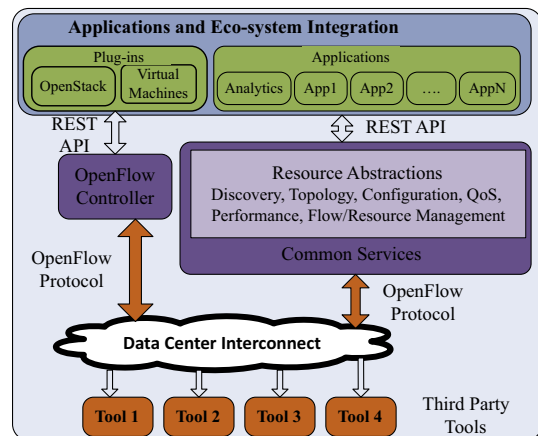 Applications and Eco-system Integration
Plug-ins
OpenStack
Virtual
Machines
Applications
Analytics
App1
App2
....
AppN
REST
API
REST API
OpenFlow
Controller
Resource Abstractions
Discovery, Topology, Configuration, QoS,
Performance, Flow/Resource Management
Common Services
OpenFlow
Protocol
OpenFlow
Protocol
Data Center Interconnect
Tool 1
Tool 2
Tool 3
Tool 4
Third Party
Tools